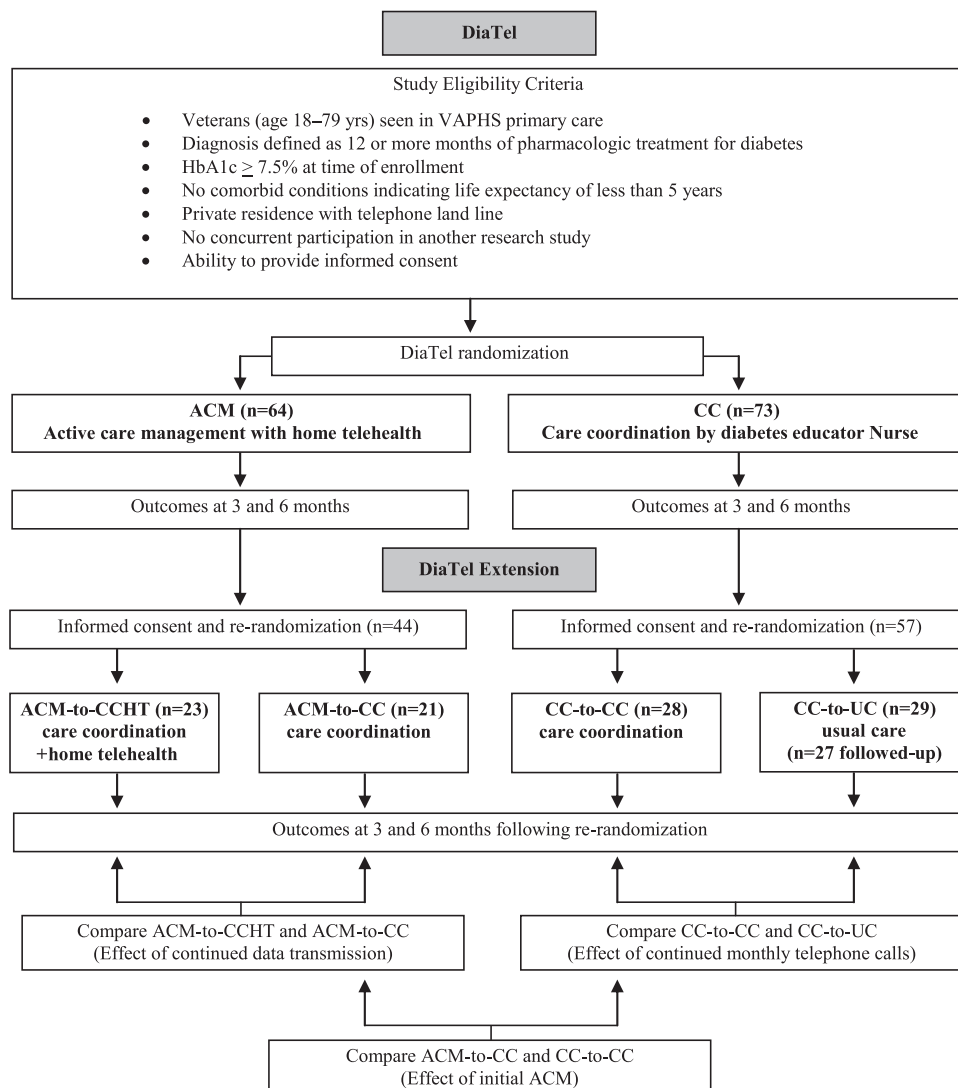 DiaTel
Study Eligibility Criteria
• Veterans (age 18–79 yrs) seen in VAPHS primary care
• Diagnosis defined as 12 or more months of pharmacologic treatment for diabetes
• HbA1c ≥ 7.5% at time of enrollment
• No comorbid conditions indicating life expectancy of less than 5 years
• Private residence with telephone land line
• No concurrent participation in another research study
• Ability to provide informed consent
DiaTel randomization
ACM (n=64)
Active care management with home telehealth
CC (n=73)
Care coordination by diabetes educator Nurse
Outcomes at 3 and 6 months
Outcomes at 3 and 6 months
DiaTel Extension
Informed consent and re-randomization (n=44)
Informed consent and re-randomization (n=57)
ACM-to-CCHT (n=23)
care coordination
+home telehealth
ACM-to-CC (n=21)
care coordination
CC-to-CC (n=28)
care coordination
CC-to-UC (n=29)
usual care
(n=27 followed-up)
Outcomes at 3 and 6 months following re-randomization
Compare ACM-to-CCHT and ACM-to-CC
(Effect of continued data transmission)
Compare CC-to-CC and CC-to-UC
(Effect of continued monthly telephone calls)
Compare ACM-to-CC and CC-to-CC
(Effect of initial ACM)